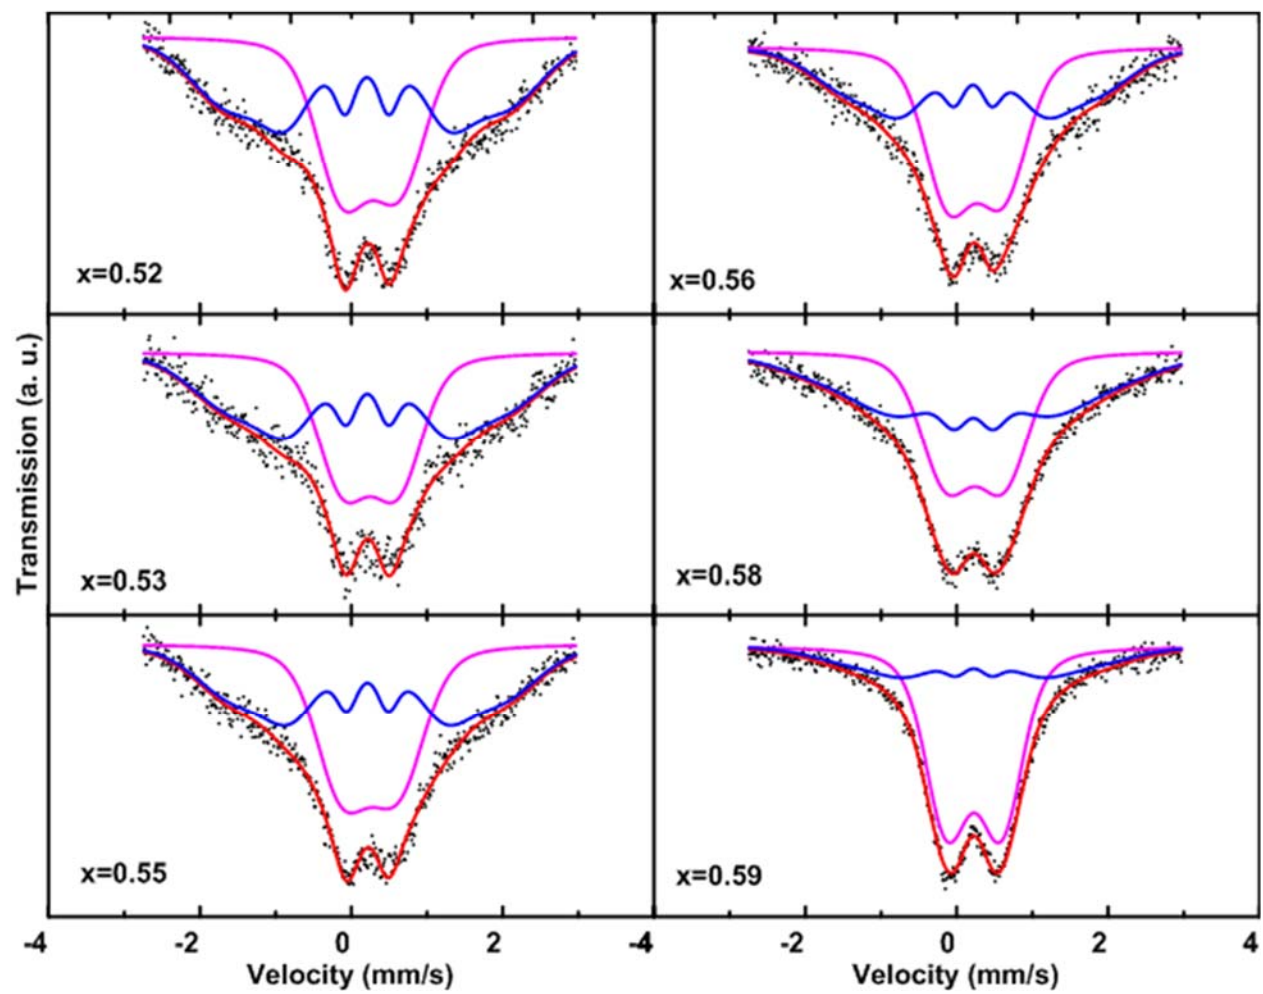 x=0.52
x=0.56
Transmission (a. u.)
x=0.53
x=0.58
x=0.55
x=0.59
-4 -2 0 2 -4 -2 0 2 4
Velocity (mm/s) Velocity (mm/s)